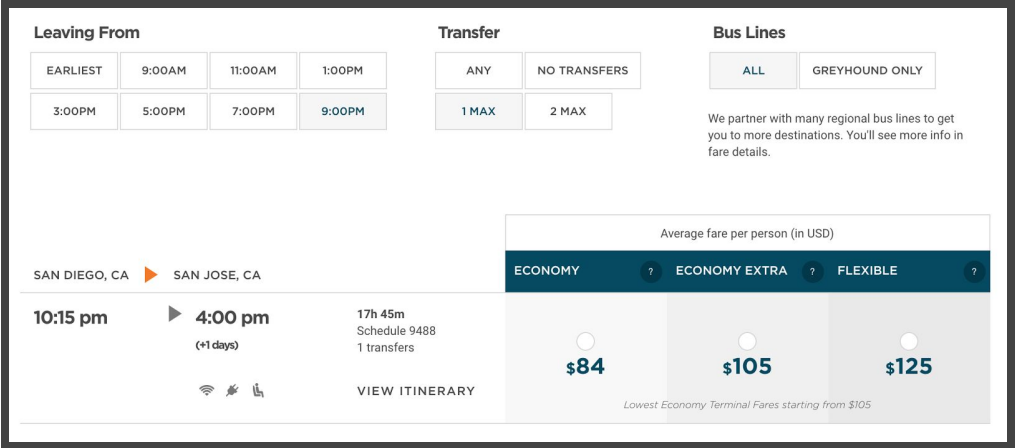 Leaving From
Transfer
Bus Lines
EARLIEST
9:00AM
11:00AM
1:00PM
ANY
NO TRANSFERS
ALL
GREYHOUND ONLY
3:00PM
5:00PM
7:00PM
9:00PM
1 MAX
2 MAX
We partner with many regional bus lines to get
you to more destinations. You'll see more info in
fare details.
Average fare per person (in USD)
SAN DIEGO, CA
SAN JOSE, CA
ECONOMY ?
ECONOMY EXTRA ?
FLEXIBLE ?
10:15 pm
4:00 pm
(+1 days)
17h 45m
Schedule 9488
1 transfers
VIEW ITINERARY
$84
$105
$125
Lowest Economy Terminal Fares starting from $105